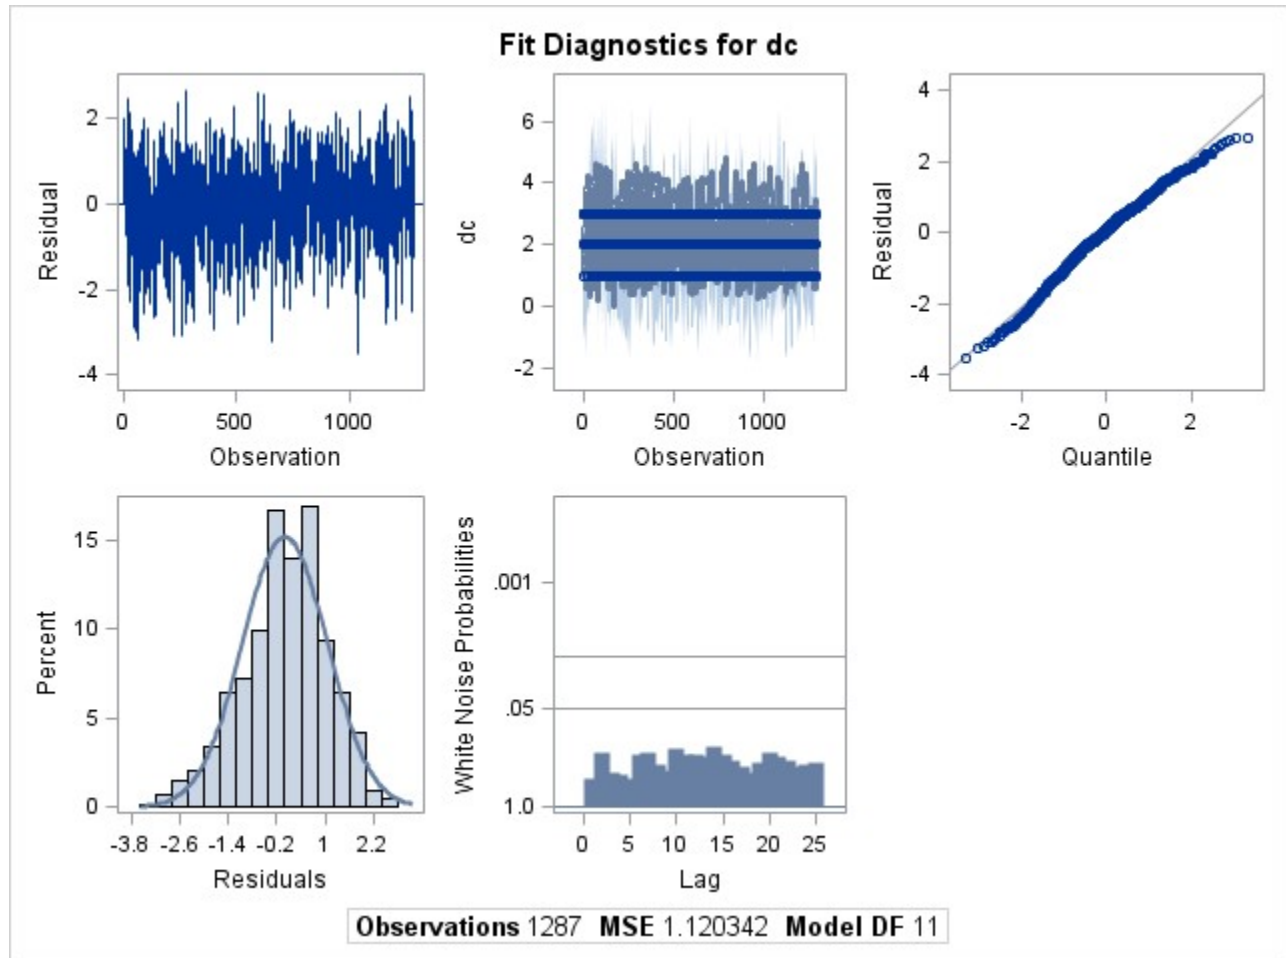 Fit Diagnostics for dc
Residual
2
0
-2
-4
0 500 1000
Observation
dc
6
4
2
0
-2
0 500 1000
Observation
Residual
4
2
0
-2
-4
-2 0 2
Quantile
Percent
15
10
5
0
-3.8 -2.6 -1.4 -0.2 1 2.2
Residuals
White Noise Probabilities
.001
.05
1.0
0 5 10 15 20 25
Lag
Observations 1287 MSE 1.120342 Model DF 11